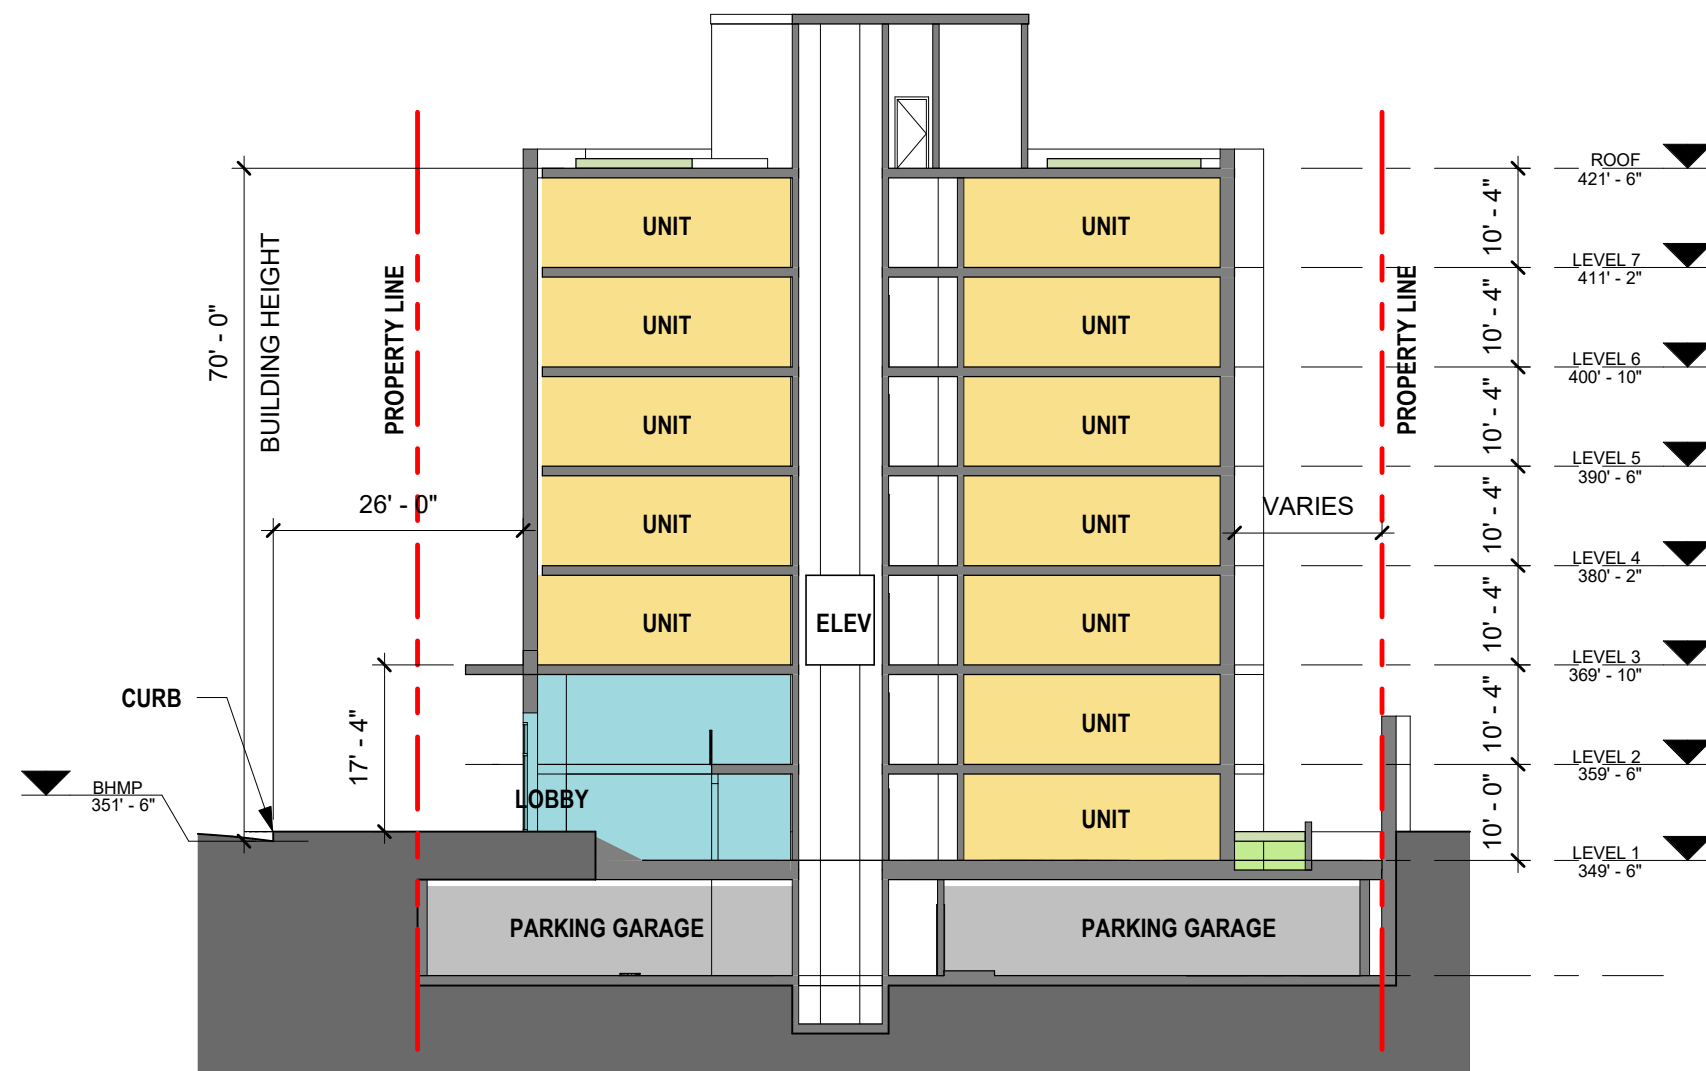 ROOF
421' - 6"
10' - 4"
UNIT
UNIT
BUILDING HEIGHT
70' - 0"
PROPERTY LINE
PROPERTY LINE
LEVEL 7
411' - 2"
10' - 4"
UNIT
UNIT
LEVEL 6
400' - 10"
10' - 4"
UNIT
UNIT
LEVEL 5
390' - 6"
26' - 0"
VARIES
10' - 4"
UNIT
UNIT
LEVEL 4
380' - 2"
10' - 4"
UNIT
ELEV
UNIT
LEVEL 3
369' - 10"
CURB
17' - 4"
10' - 4"
UNIT
LEVEL 2
359' - 6"
BHMP
351' - 6"
LOBBY
UNIT
10' - 0"
LEVEL 1
349' - 6"
PARKING GARAGE
PARKING GARAGE